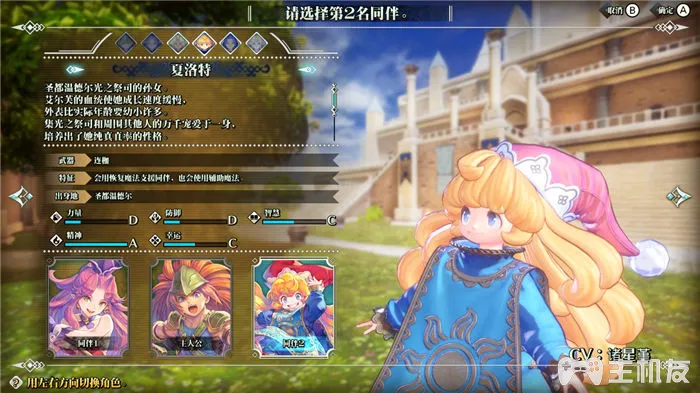 请选择第2名同伴。
取消 B 确定 A
夏洛特
圣都温德尔光之祭司的孙女
艾尔芙的血统使她成长速度缓慢，
外表比实际年龄要幼小许多
集光之祭司和周围其他人的万千宠爱于一身，
培养出了她纯真直率的性格
武器 连枷
特征 会用恢复魔法支援同伴，也会使用辅助魔法。
出身地 圣都温德尔
力量 D 防御 D 智慧 C
精神 A 幸运 C
同伴1 主人公 同伴2
CV：诸星堇
主机友
? 用左右方向切换角色。